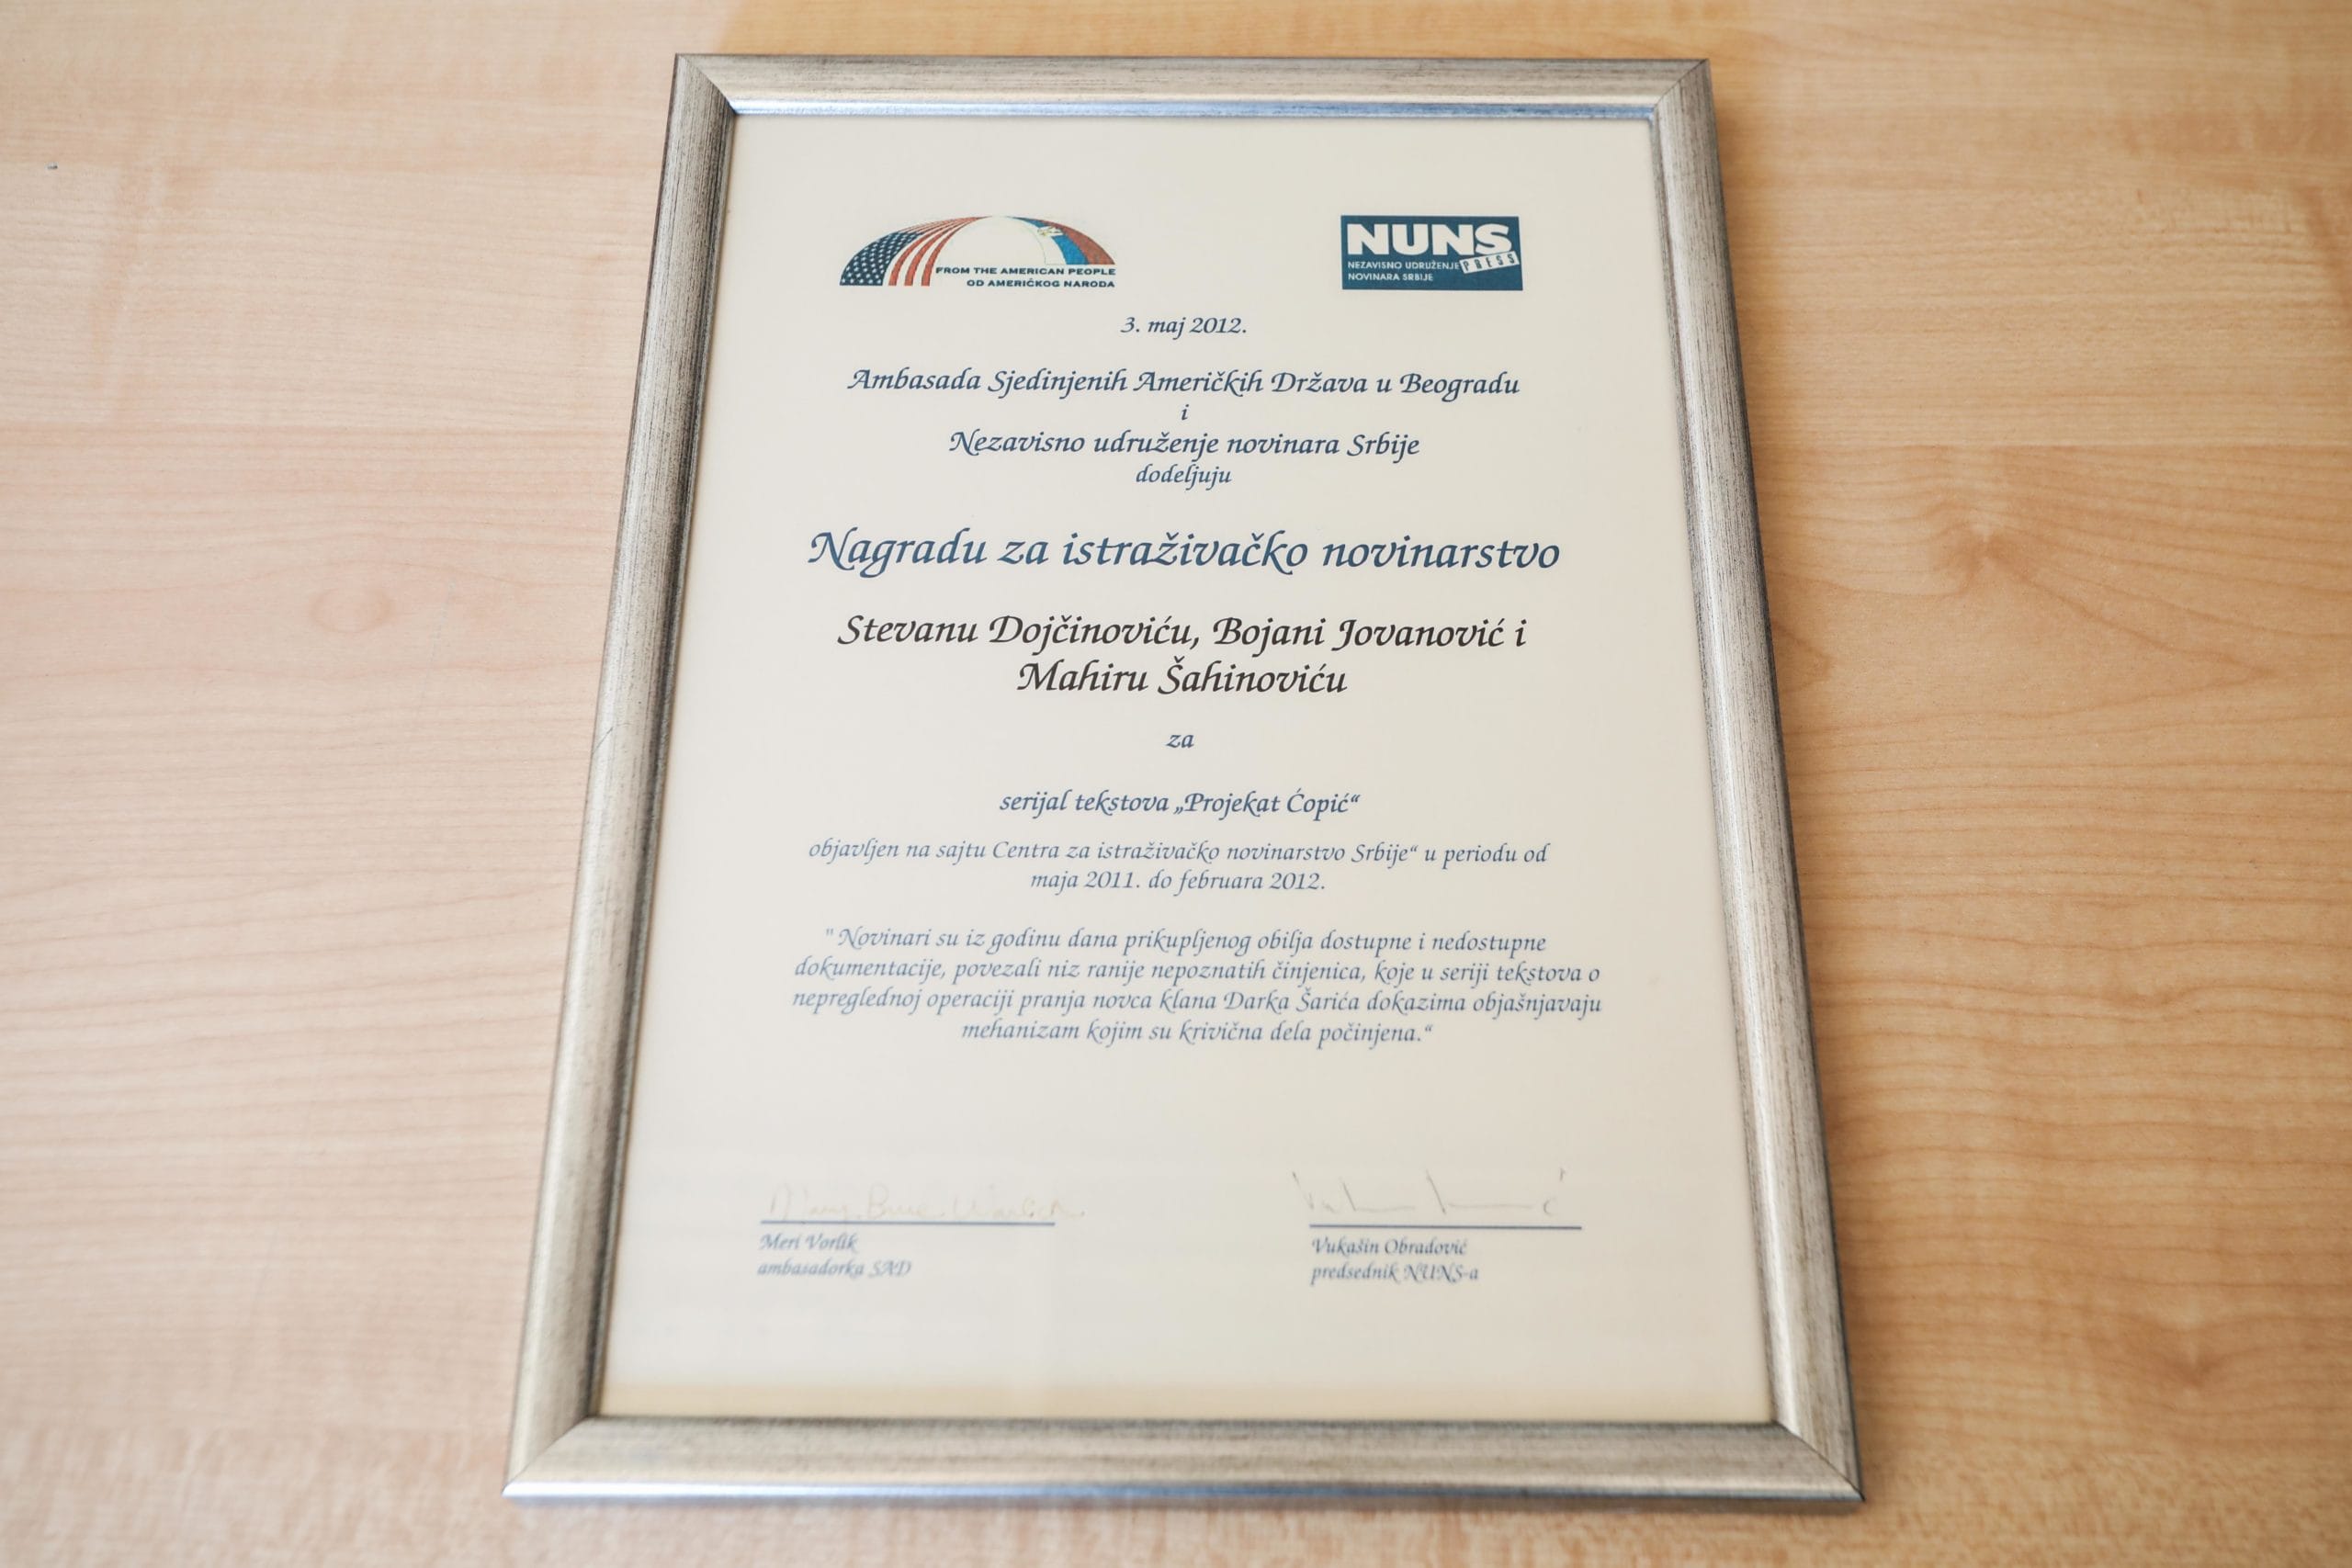 FROM THE AMERICAN PEOPLE
OD AMERIČKOG NARODA
NUNS
NEZAVISNO UDRUŽENJE
NOVINARA SRBIJE
PRESS
3. maj 2012.
Ambasada Sjedinjenih Američkih Država u Beogradu
i
Nezavisno udruženje novinara Srbije
dodeljuju
Nagradu za istraživačko novinarstvo
Stevanu Dojčinoviću, Bojani Jovanović i
Mahiru Šahinoviću
za
serijal tekstova „Projekat Ćopić“
objavljen na sajtu Centra za istraživačko novinarstvo Srbije“ u periodu od
maja 2011. do februara 2012.
"Novinari su iz godinu dana prikupljenog obilja dostupne i nedostupne
dokumentacije, povezali niz ranije nepoznatih činjenica, koje u seriji tekstova o
nepreglednoj operaciji pranja novca klana Darka Šarića dokazima objašnjavaju
mehanizam kojim su krivična dela počinjena.“
Meri Vorlik
ambasadorka SAD
Vukašin Obradović
predsednik NUNS-a